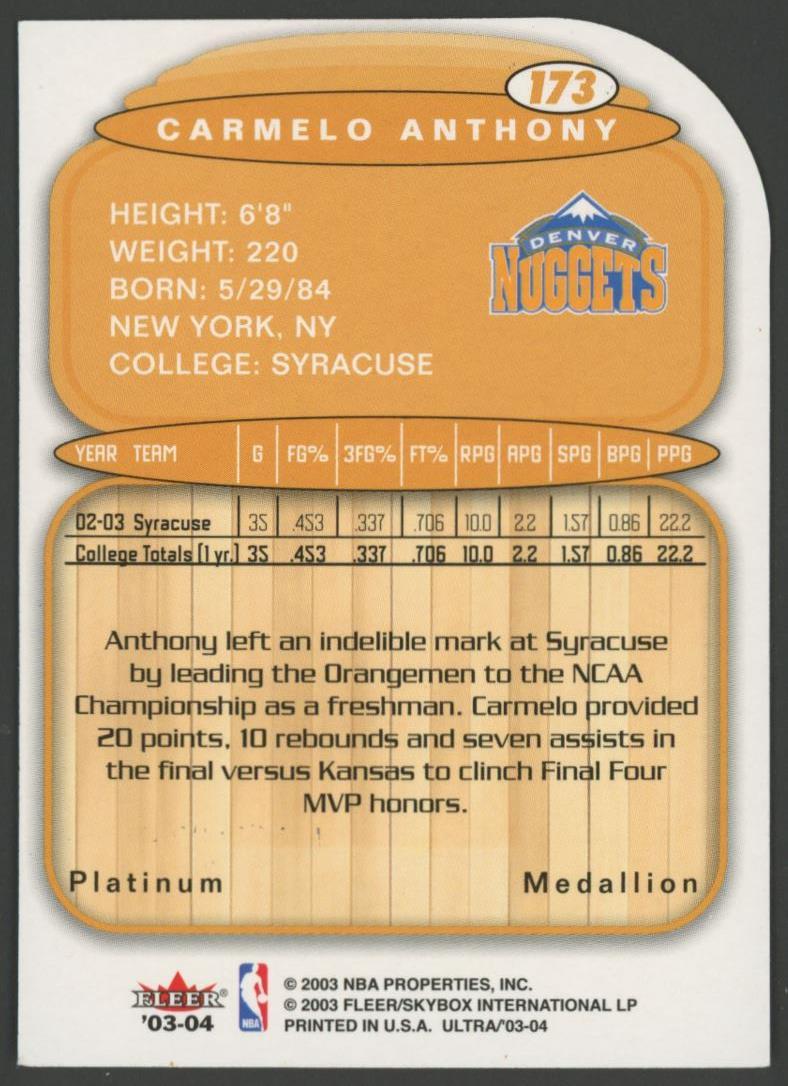 173
CARMELO ANTHONY
HEIGHT: 6'8"
WEIGHT: 220
BORN: 5/29/84
NEW YORK, NY
COLLEGE: SYRACUSE
DENVER
NUGGETS
YEAR TEAM G FG% 3FG% FT% RPG APG SPG BPG PPG
02-03 Syracuse 35 .453 .337 .706 10.0 2.2 1.57 0.86 22.2
College Totals (1 yr.) 35 .453 .337 .706 10.0 2.2 1.57 0.86 22.2
Anthony left an indelible mark at Syracuse
by leading the Orangemen to the NCAA
Championship as a freshman. Carmelo provided
20 points, 10 rebounds and seven assists in
the final versus Kansas to clinch Final Four
MVP honors.
Platinum Medallion
FLEER®
'03-04
NBA
© 2003 NBA PROPERTIES, INC.
© 2003 FLEER/SKYBOX INTERNATIONAL LP
PRINTED IN U.S.A. ULTRA/'03-04